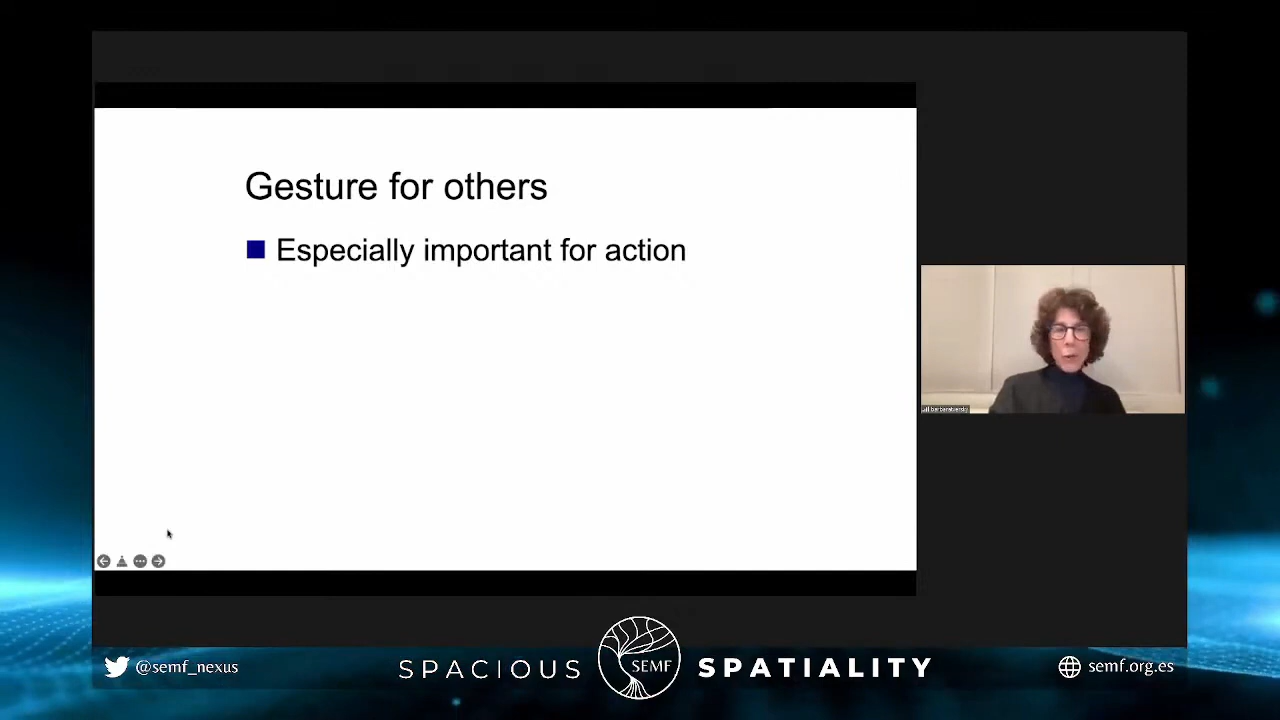 Gesture for others
Especially important for action
@semf_nexus
SPACIOUS
SEMF
SPATIALITY
semf.org.es